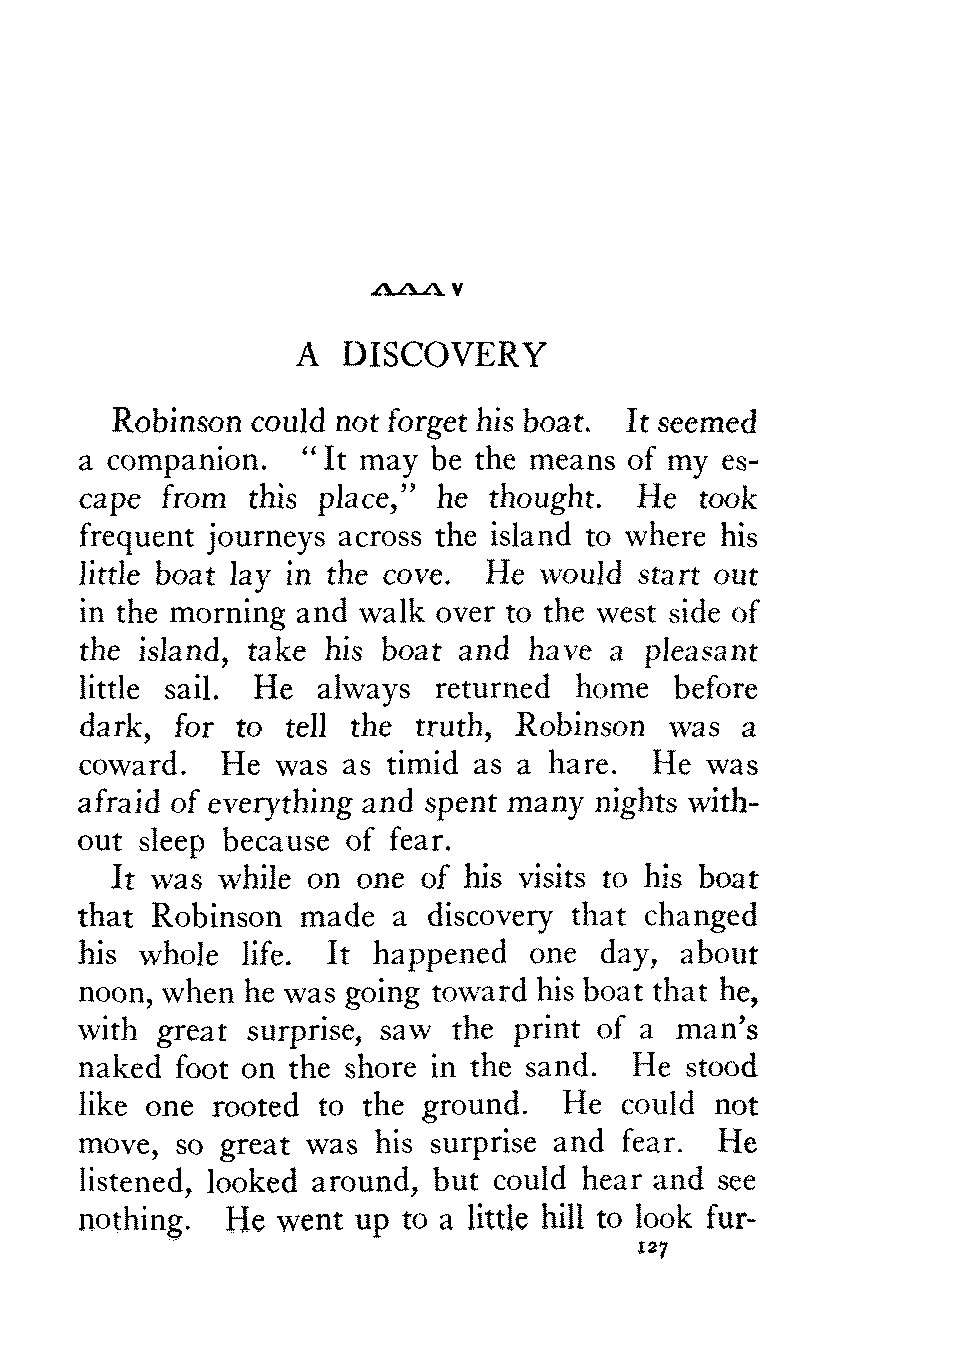 A DISCOVERY
Robinson could not forget his boat. It seemed
a companion. "It may be the means of my es-
cape from this place," he thought. He took
frequent journeys across the island to where his
little boat lay in the cove. He would start out
in the morning and walk over to the west side of
the island, take his boat and have a pleasant
little sail. He always returned home before
dark, for to tell the truth, Robinson was a
coward. He was as timid as a hare. He was
afraid of everything and spent many nights with-
out sleep because of fear.
It was while on one of his visits to his boat
that Robinson made a discovery that changed
his whole life. It happened one day, about
noon, when he was going toward his boat that he,
with great surprise, saw the print of a man's
naked foot on the shore in the sand. He stood
like one rooted to the ground. He could not
move, so great was his surprise and fear. He
listened, looked around, but could hear and see
nothing. He went up to a little hill to look fur-
127